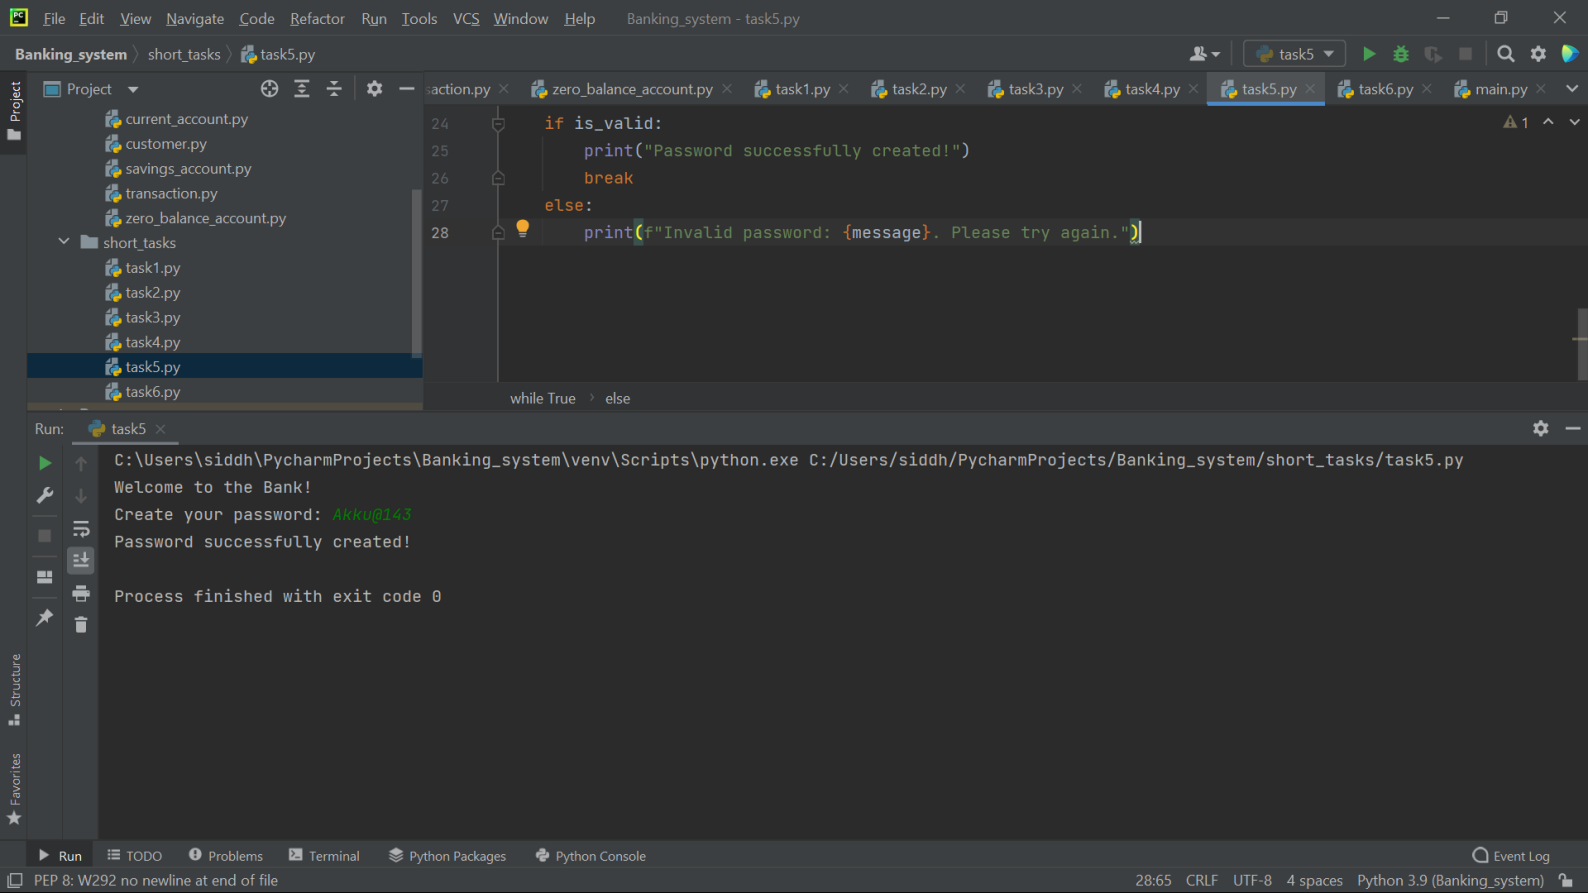 PC File Edit View Navigate Code Refactor Run Tools VCS Window Help Banking_system - task5.py
Banking_system short_tasks task5.py task5
Project saction.py zero_balance_account.py task1.py task2.py task3.py task4.py task5.py task6.py main.py
Project
current_account.py
customer.py
savings_account.py
transaction.py
zero_balance_account.py
short_tasks
task1.py
task2.py
task3.py
task4.py
task5.py
task6.py
24 if is_valid:
25 print("Password successfully created!")
26 break
27 else:
28 print(f"Invalid password: {message}. Please try again.")
1
while True else
Run: task5
C:\Users\siddh\PycharmProjects\Banking_system\venv\Scripts\python.exe C:/Users/siddh/PycharmProjects/Banking_system/short_tasks/task5.py
Welcome to the Bank!
Create your password: Akku@143
Password successfully created!
Process finished with exit code 0
Structure
Favorites
Run TODO Problems Terminal Python Packages Python Console Event Log
PEP 8: W292 no newline at end of file 28:65 CRLF UTF-8 4 spaces Python 3.9 (Banking_system)